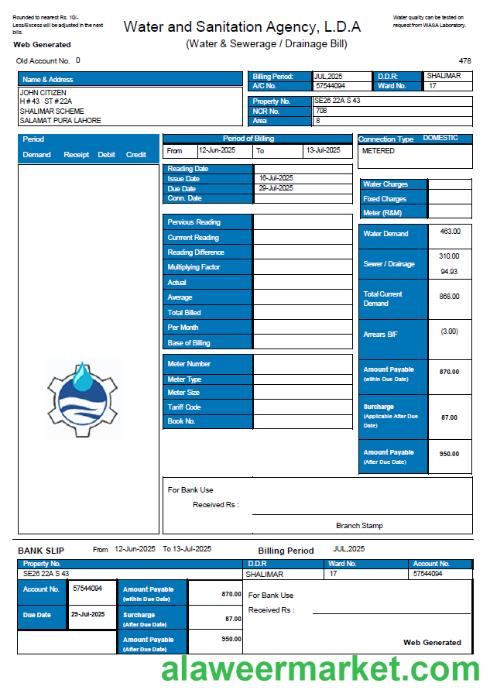 Rounded to nearest Rs. 10/-
Less/Excess will be adjusted in the next
bills.
Web Generated
Water and Sanitation Agency, L.D.A
(Water & Sewerage / Drainage Bill)
Water quality can be tested on
request from WASA Laboratory.
Old Account No. 0
478
Name & Address
JOHN CITIZEN
H # 43 ST # 22A
SHALIMAR SCHEME
SALAMAT PURA LAHORE
Billing Period: JUL,2025 D.D.R: SHALIMAR
A/C No. 57544094 Ward No. 17
Property No. SE26 22A S 43
NCR No. 708
Area 8
Period
Demand Receipt Debit Credit
Period of Billing
From 12-Jun-2025 To 13-Jul-2025
Connection Type DOMESTIC
METERED
Reading Date
Issue Date 16-Jul-2025
Due Date 29-Jul-2025
Conn. Date
Water Charges
Fixed Charges
Meter (R&M)
Pervious Reading
Currrent Reading
Reading Difference
Multiplying Factor
Actual
Average
Total Billed
Per Month
Base of Billing
Meter Number
Meter Type
Meter Size
Tariff Code
Book No.
Water Demand 463.00
Sewer / Drainage 310.00
94.93
Total Current
Demand 868.00
Arrears B/F (3.00)
Amount Payable
(within Due Date) 870.00
Surcharge
(Applicable After Due
Date) 87.00
Amount Payable
(After Due Date) 950.00
For Bank Use
Received Rs :
Branch Stamp
BANK SLIP From 12-Jun-2025 To 13-Jul-2025 Billing Period JUL,2025
Property No. D.D.R Ward No. Account No.
SE26 22A S 43 SHALIMAR 17 57544094
Account No. 57544094 Amount Payable
(within Due Date) 870.00
For Bank Use
Due Date 29-Jul-2025 Surcharge
(After Due Date) 87.00
Received Rs :
Amount Payable
(After Due Date) 950.00
Web Generated
alaweermarket.com